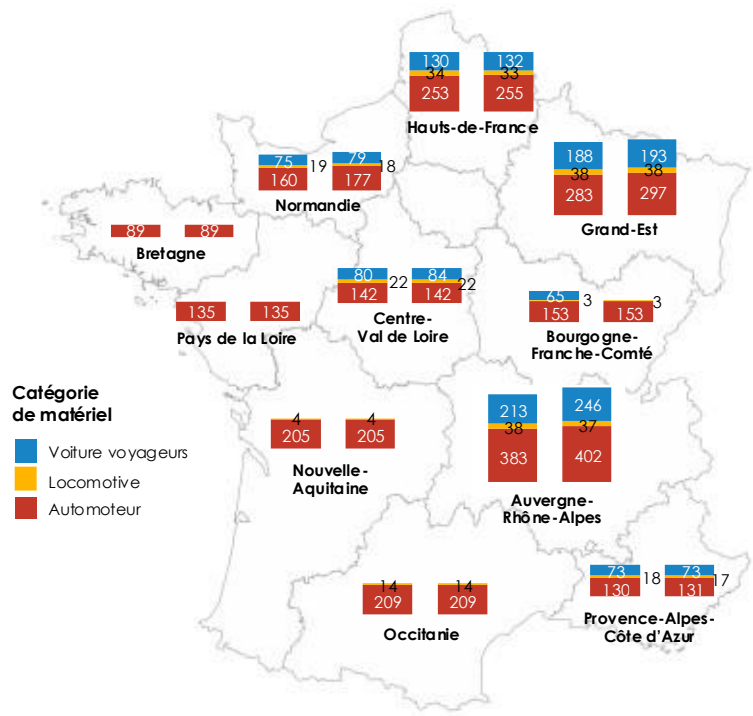 130 132
34 33
253 255
Hauts-de-France
188 193
38 38
283 297
Grand-Est
75 19 79 18
160 177
Normandie
89 89
Bretagne
80 22 84 22
142 142
Centre-
Val de Loire
65 3 3
153 153
Bourgogne-
Franche-Comté
135 135
Pays de la Loire
Catégorie
de matériel
Voiture voyageurs
Locomotive
Automoteur
4 4
205 205
Nouvelle-
Aquitaine
213 246
38 37
383 402
Auvergne-
Rhône-Alpes
14 14
209 209
Occitanie
73 18 73 17
130 131
Provence-Alpes-
Côte d'Azur